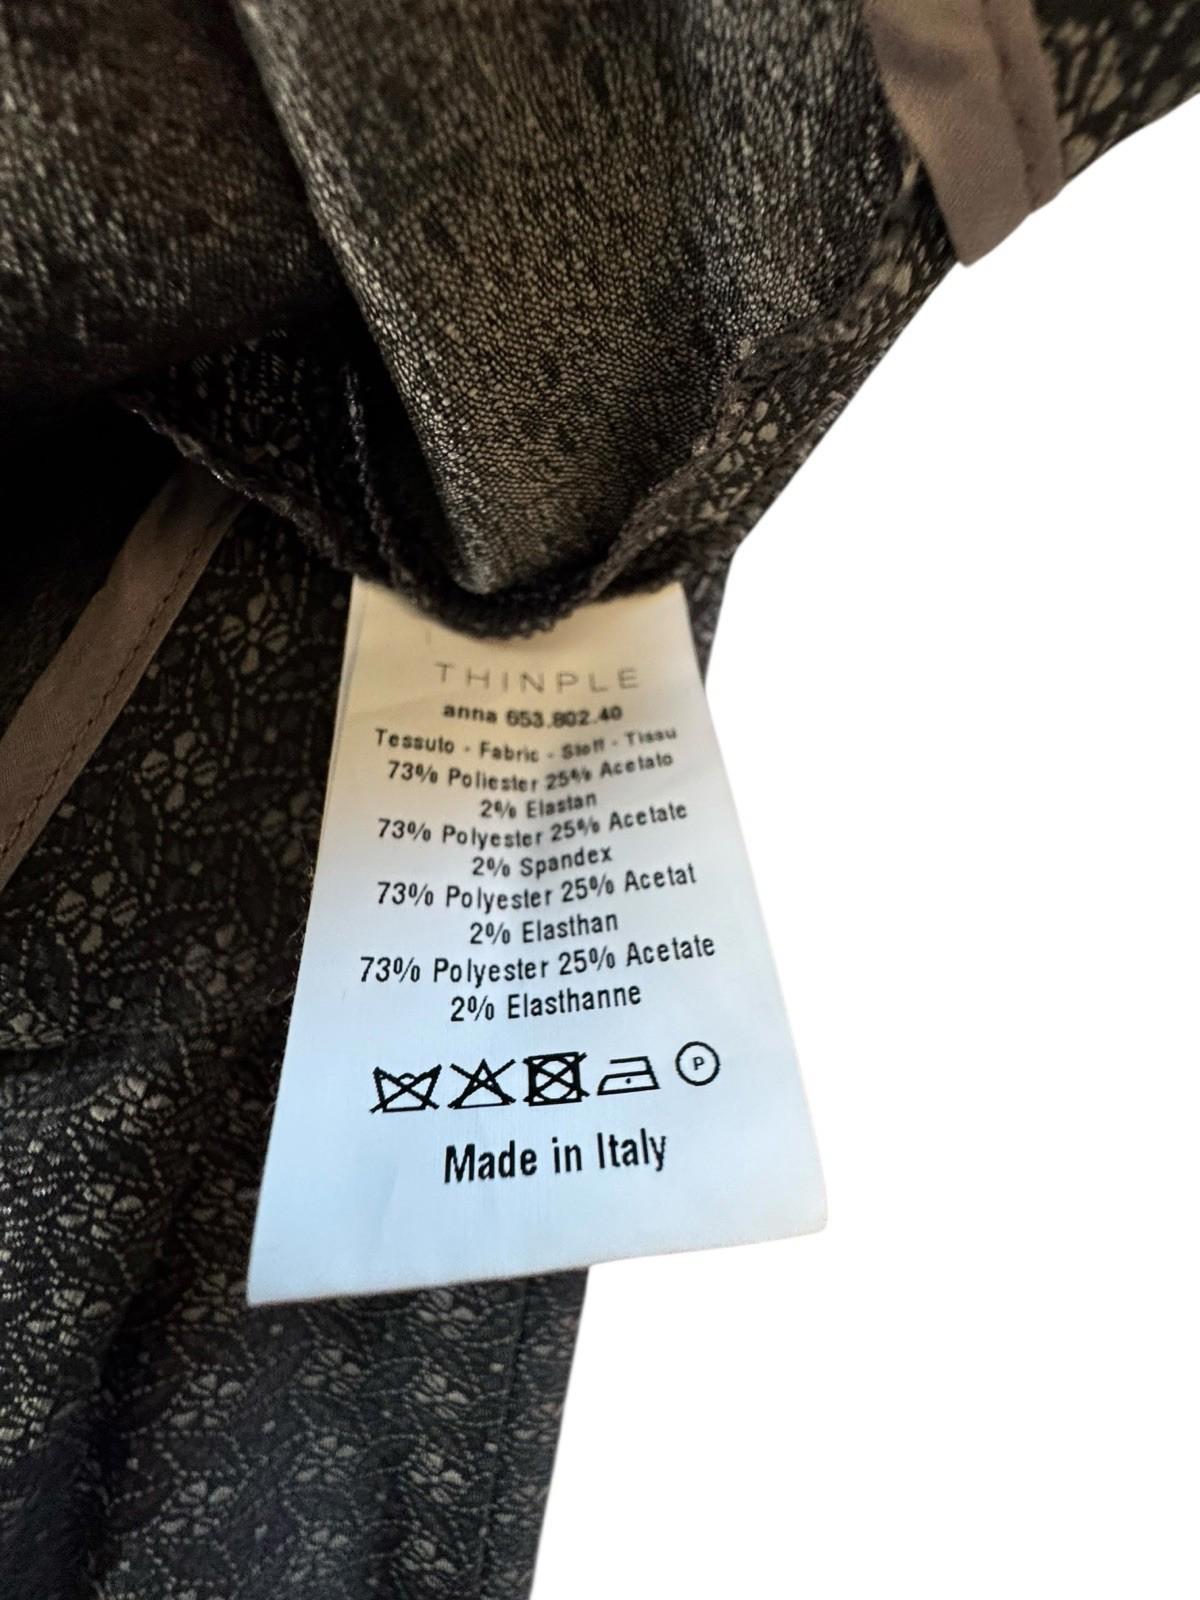 THINPLE
anna 653.802.40
Tessuto - Fabric - Stoff - Tissu
73% Poliester 25% Acetato
2% Elastan
73% Polyester 25% Acetate
2% Spandex
73% Polyester 25% Acetat
2% Elasthan
73% Polyester 25% Acetate
2% Elasthanne
P
Made in Italy